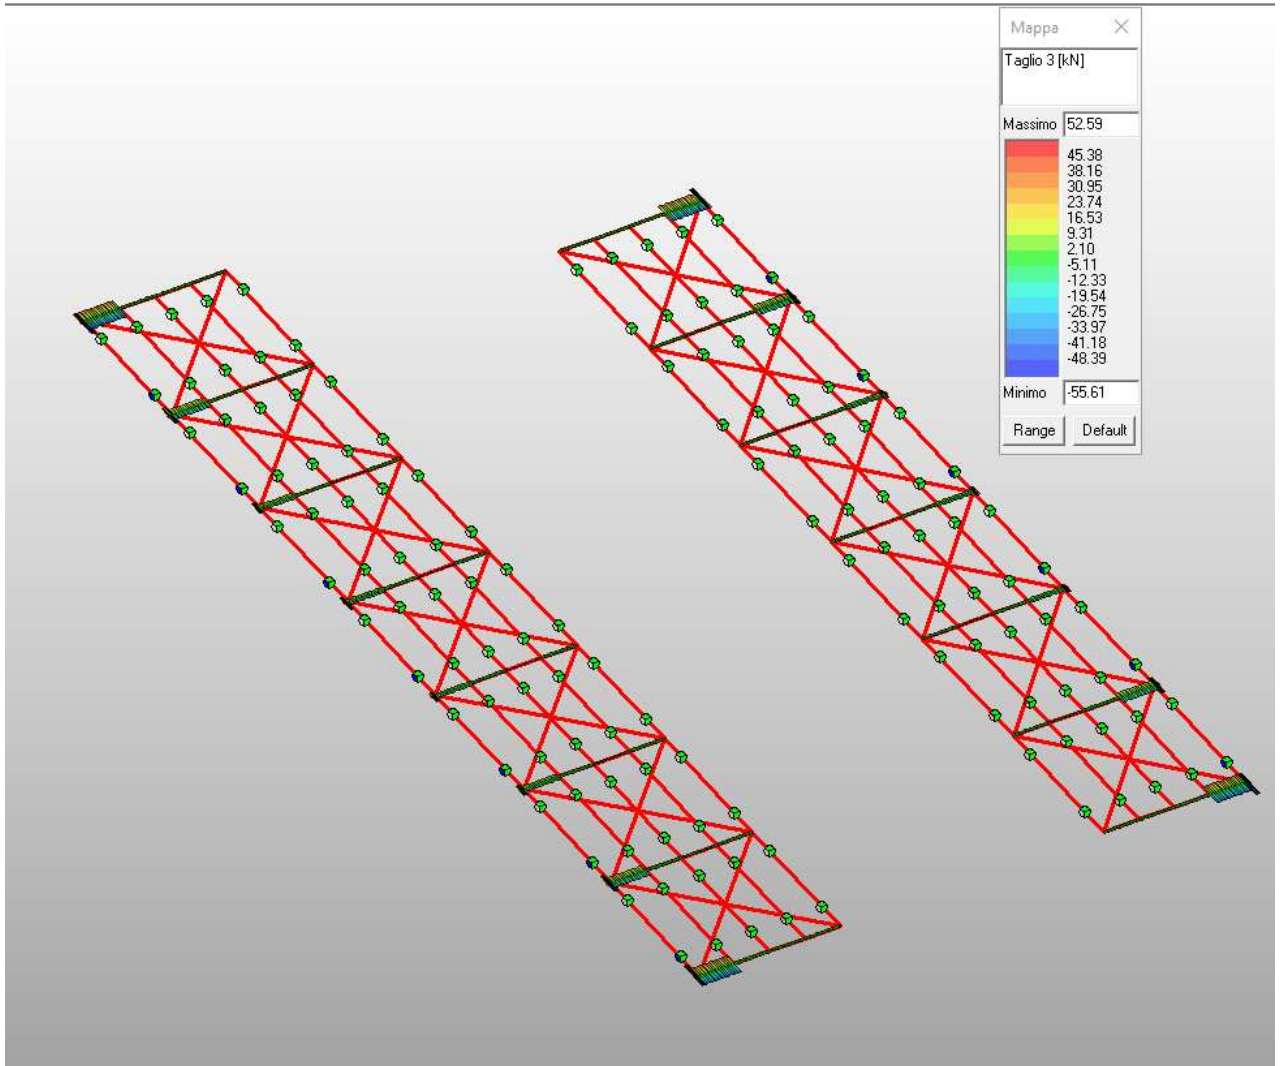 Mappa
Taglio 3 [kN]
Massimo 52.59
45.38
38.16
30.95
23.74
16.53
9.31
2.10
-5.11
-12.33
-19.54
-26.75
-33.97
-41.18
-48.39
Minimo -55.61
Range Default